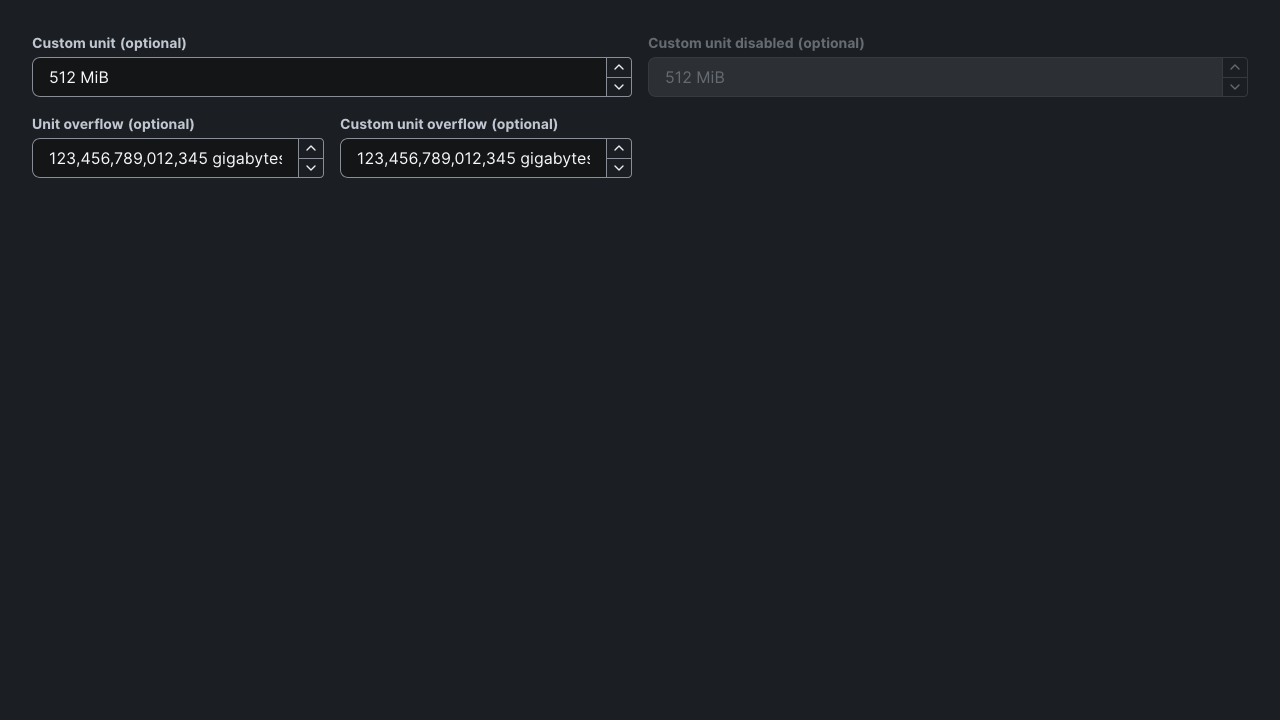 Custom unit (optional)
Custom unit disabled (optional)
512 MiB
512 MiB
Unit overflow (optional)
Custom unit overflow (optional)
123,456,789,012,345 gigabytes
123,456,789,012,345 gigabytes